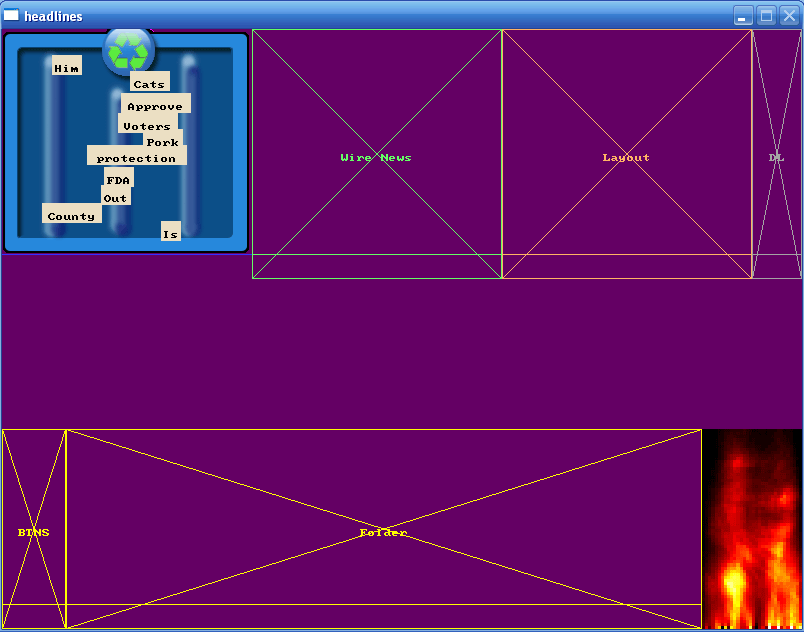 headlines
Him
Cats
Approve
Voters
Pork
protection
FDA
Out
County
Is
Wire News
Layout
DL
BTNS
Folder